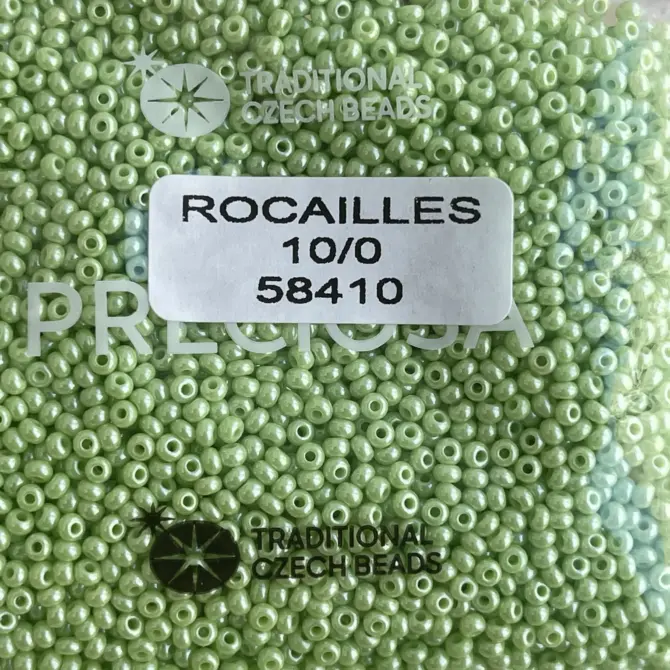 TRADITIONAL
CZECH BEADS
ROCAILLES
10/0
58410
PRECIOSA
TRADITIONAL
CZECH BEADS